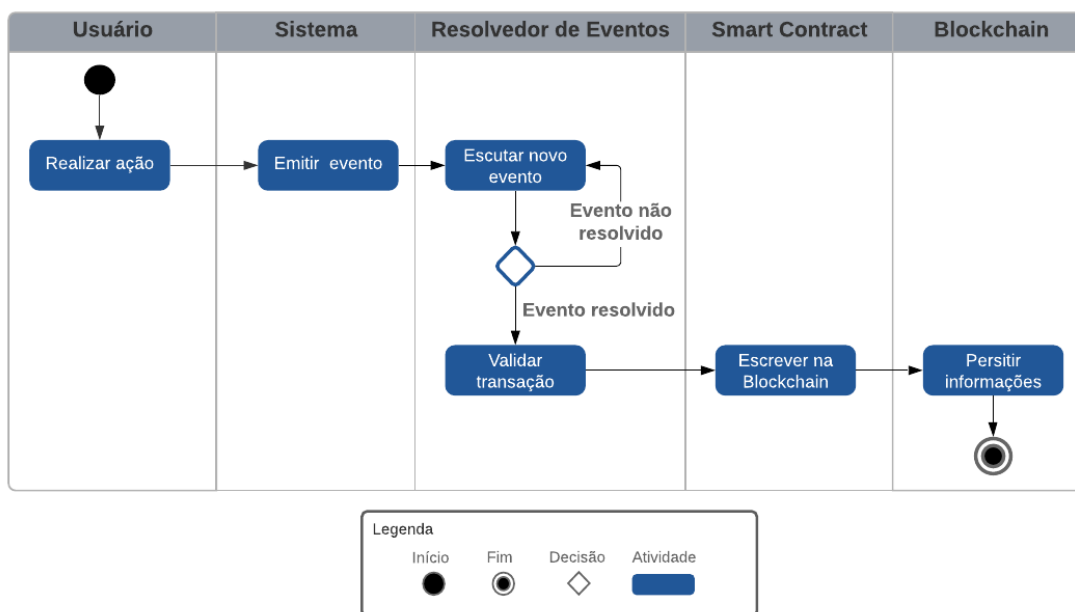 Usuário
Sistema
Resolvedor de Eventos
Smart Contract
Blockchain
Realizar ação
Emitir evento
Escutar novo
evento
Evento não
resolvido
Evento resolvido
Validar
transação
Escrever na
Blockchain
Persitir
informações
Legenda
Início
Fim
Decisão
Atividade